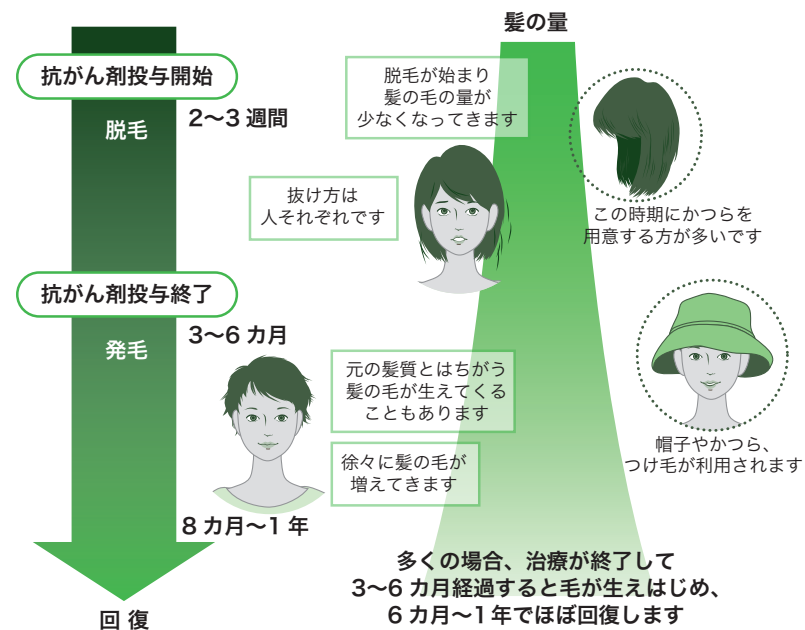 髪の量
抗がん剤投与開始
2〜3 週間
脱毛
脱毛が始まり
髪の毛の量が
少なくなってきます
抜け方は
人それぞれです
この時期にかつらを
用意する方が多いです
抗がん剤投与終了
3〜6 カ月
発毛
元の髪質とはちがう
髪の毛が生えてくる
こともあります
徐々に髪の毛が
増えてきます
帽子やかつら、
つけ毛が利用されます
8 カ月〜1 年
回 復
多くの場合、治療が終了して
3〜6 カ月経過すると毛が生えはじめ、
6 カ月〜1 年でほぼ回復します